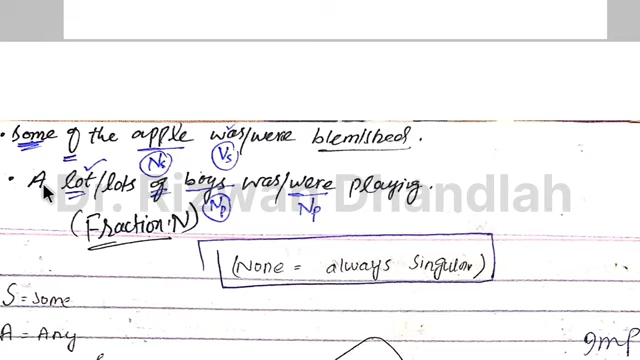 • Some of the apple was/were blemished.
Ns Vs
• A lot/lots of boys was/were playing.
Np Np
Dr. Rizwan Dhandlah
(Fraction:N)
(None = always singular)
S = Some
A = Any